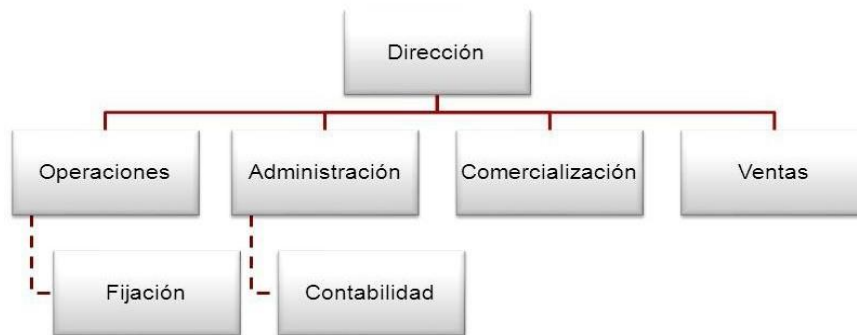 Dirección
Operaciones
Administración
Comercialización
Ventas
Fijación
Contabilidad